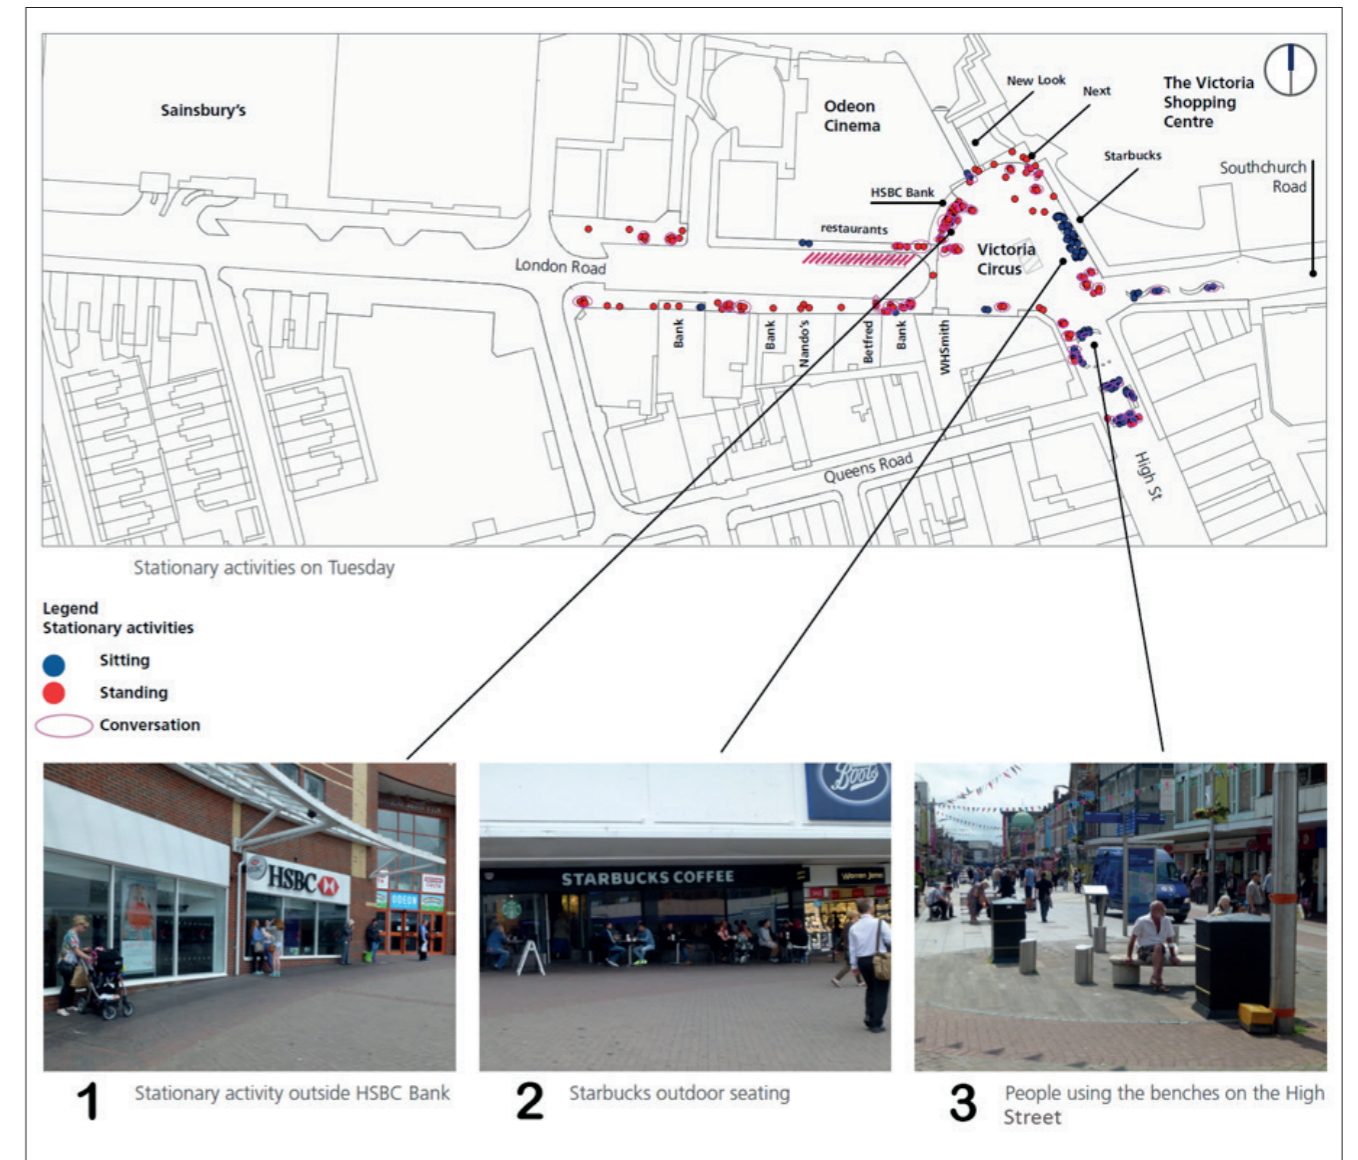 Sainsbury's
Odeon
Cinema
New Look
Next
The Victoria
Shopping
Centre
Starbucks
Southchurch
Road
HSBC Bank
restaurants
Victoria
Circus
London Road
Bank
Bank
Nando's
Betfred
Bank
WHSmith
Queens Road
High St
Stationary activities on Tuesday
Legend
Stationary activities
Sitting
Standing
Conversation
HSBC
ODEON
Boots
STARBUCKS COFFEE
Warren James
1
Stationary activity outside HSBC Bank
2
Starbucks outdoor seating
3
People using the benches on the High
Street